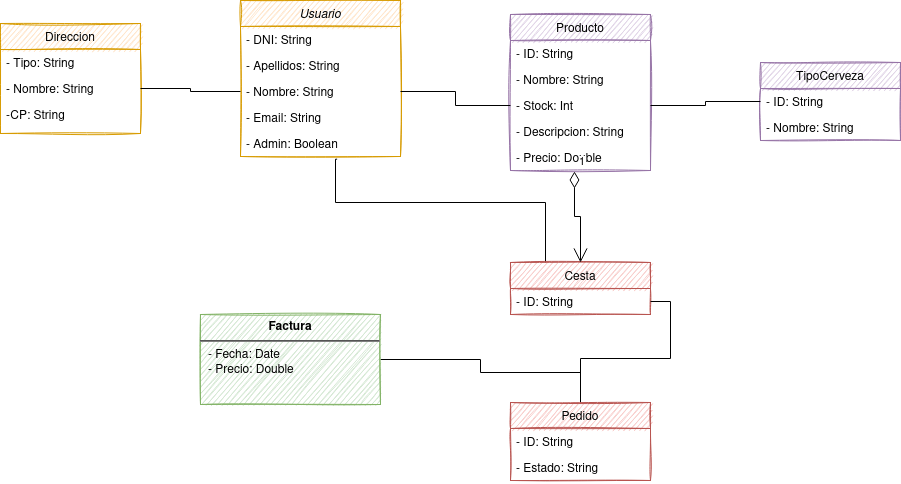 Direccion
- Tipo: String
- Nombre: String
-CP: String
Usuario
- DNI: String
- Apellidos: String
- Nombre: String
- Email: String
- Admin: Boolean
Producto
- ID: String
- Nombre: String
- Stock: Int
- Descripcion: String
- Precio: Double
TipoCerveza
- ID: String
- Nombre: String
Cesta
- ID: String
Factura
- Fecha: Date
- Precio: Double
Pedido
- ID: String
- Estado: String